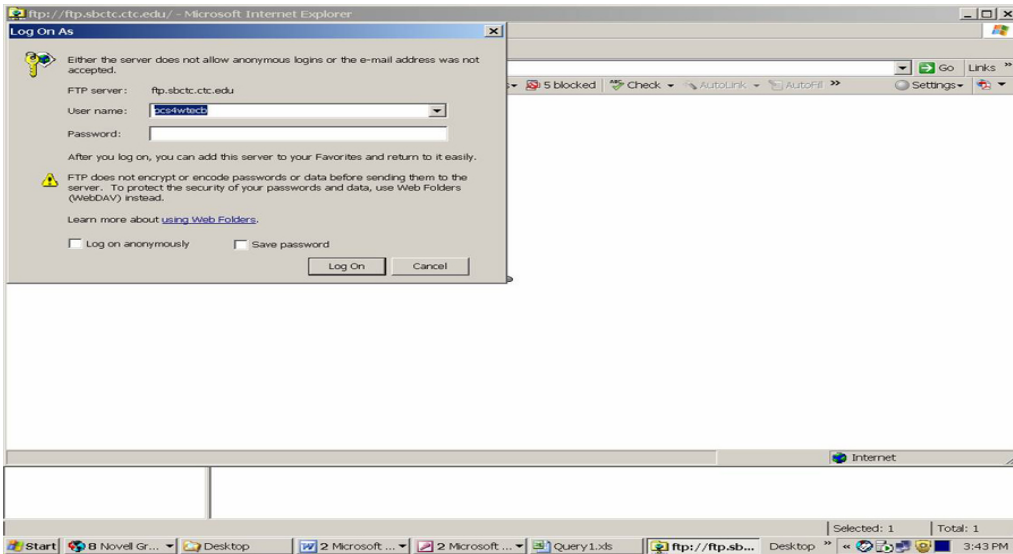 ftp://ftp.sbctc.ctc.edu/ - Microsoft Internet Explorer
Log On As
Either the server does not allow anonymous logins or the e-mail address was not
accepted.
FTP server: ftp.sbctc.ctc.edu
User name: pcs4wtecb
Password:
After you log on, you can add this server to your Favorites and return to it easily.
FTP does not encrypt or encode passwords or data before sending them to the
server. To protect the security of your passwords and data, use Web Folders
(WebDAV) instead.
Learn more about using Web Folders.
Log on anonymously Save password
Log On Cancel
Go Links »
5 blocked Check AutoLink AutoFill » Settings
Internet
Selected: 1 Total: 1
Start 8 Novell Gr... Desktop 2 Microsoft ... 2 Microsoft ... Query1.xls ftp://ftp.sb... Desktop » « 3:43 PM